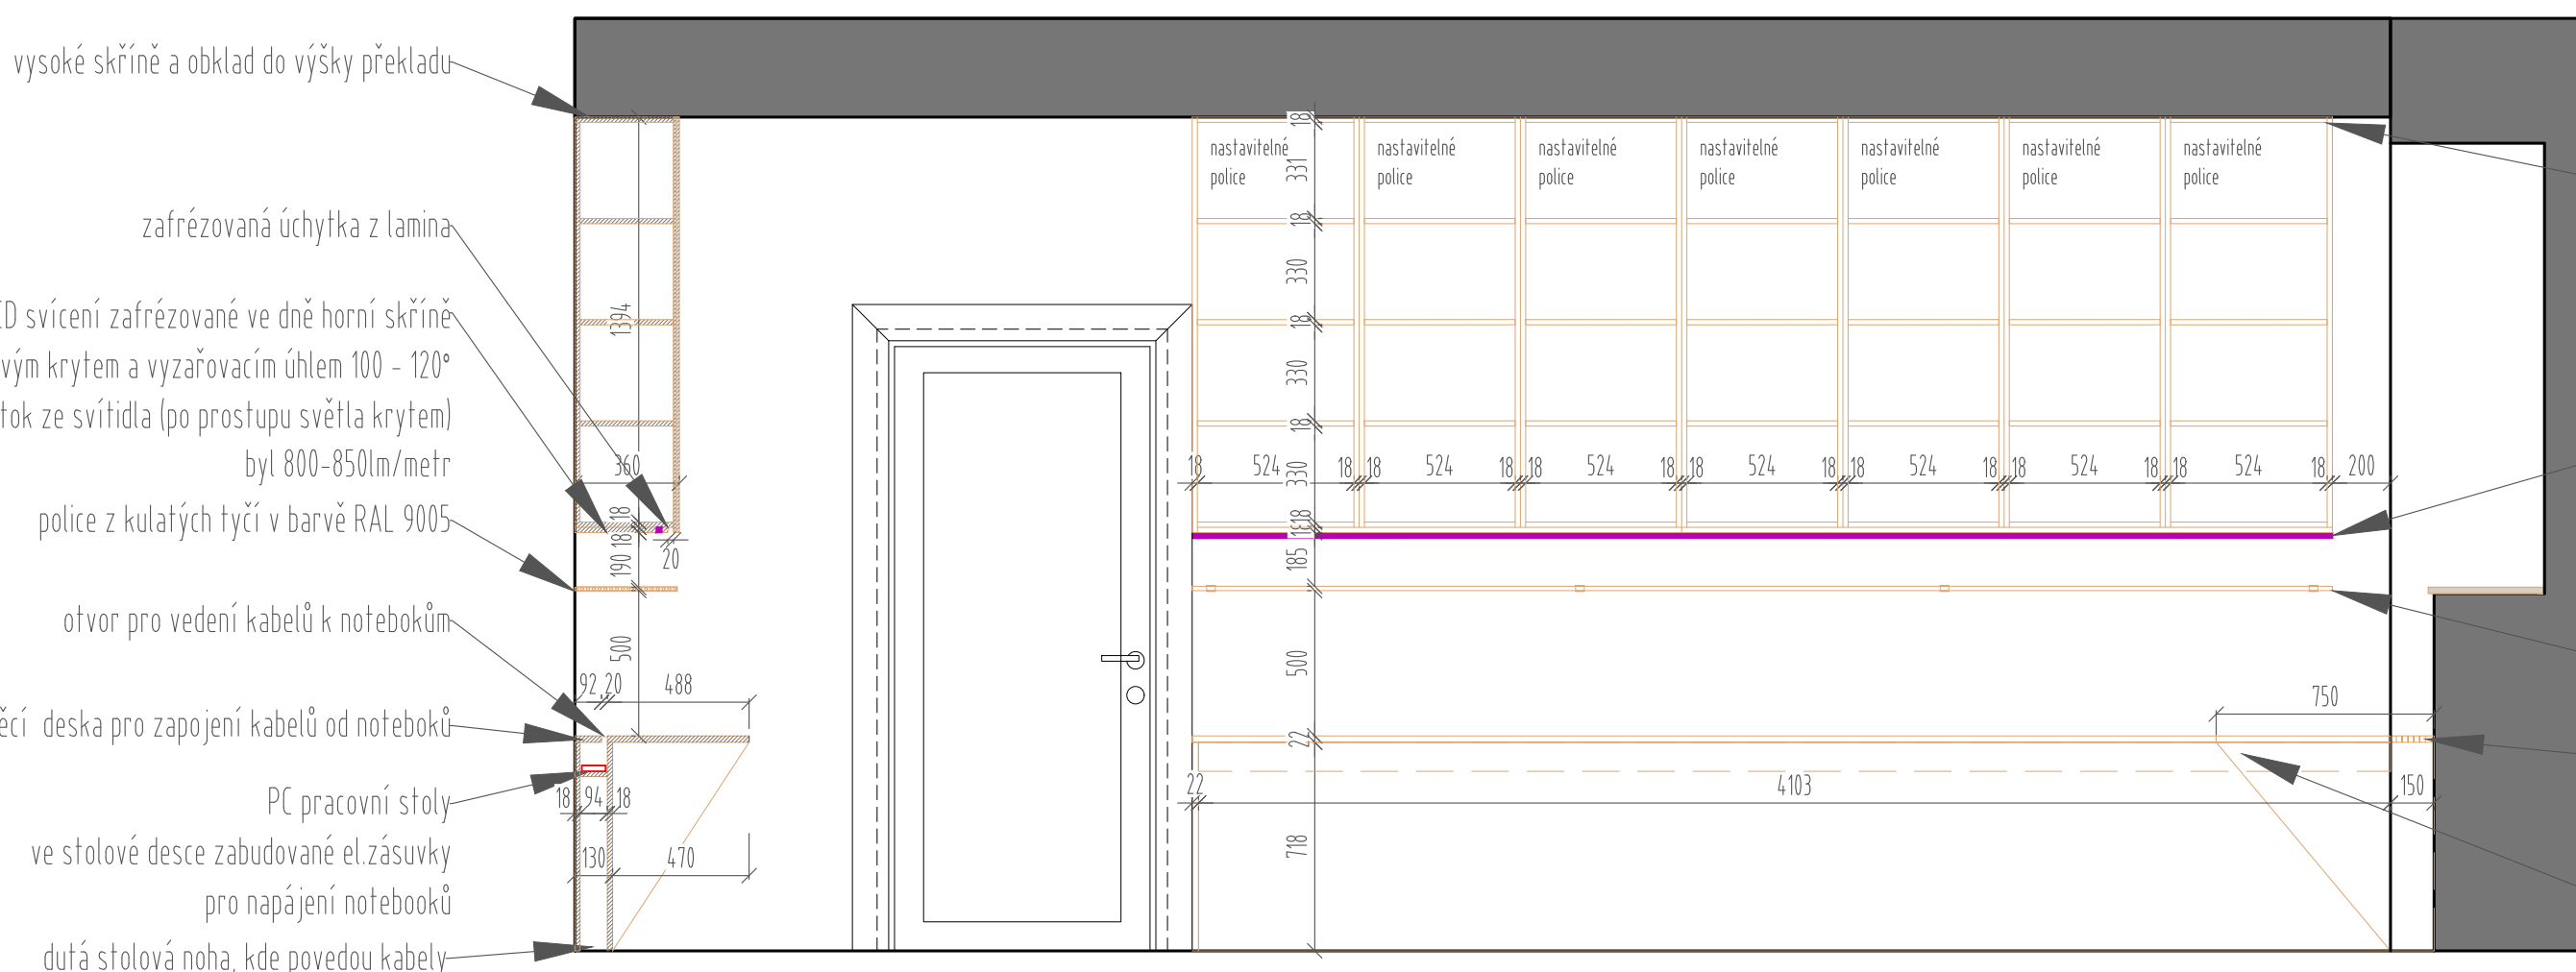 vysoké skříně a obklad do výšky překladu
zafrézovaná úchytka z lamina
svícení zafrézované ve dně horní skříně
krytem a vyzařovacím úhlem 100 - 120°
ze svítidla (po prostupu světla krytem)
byl 800-850lm/metr
police z kulatých tyčí v barvě RAL 9005
otvor pro vedení kabelů k notebokům
deska pro zapojení kabelů od noteboků
PC pracovní stoly
ve stolové desce zabudované el.zásuvky
pro napájení notebooků
dutá stolová noha, kde povedou kabely
1394
360
18
18
20
190
500
92 20 488
18 94 18
130 470
nastavitelné
police
nastavitelné
police
nastavitelné
police
nastavitelné
police
nastavitelné
police
nastavitelné
police
nastavitelné
police
18
331
18
330
18
330
18
330
18 524 18 18 524 18 18 524 18 18 524 18 18 524 18 18 524 18 18 524 18 200
18
185
500
22
718
750
22 4103 150